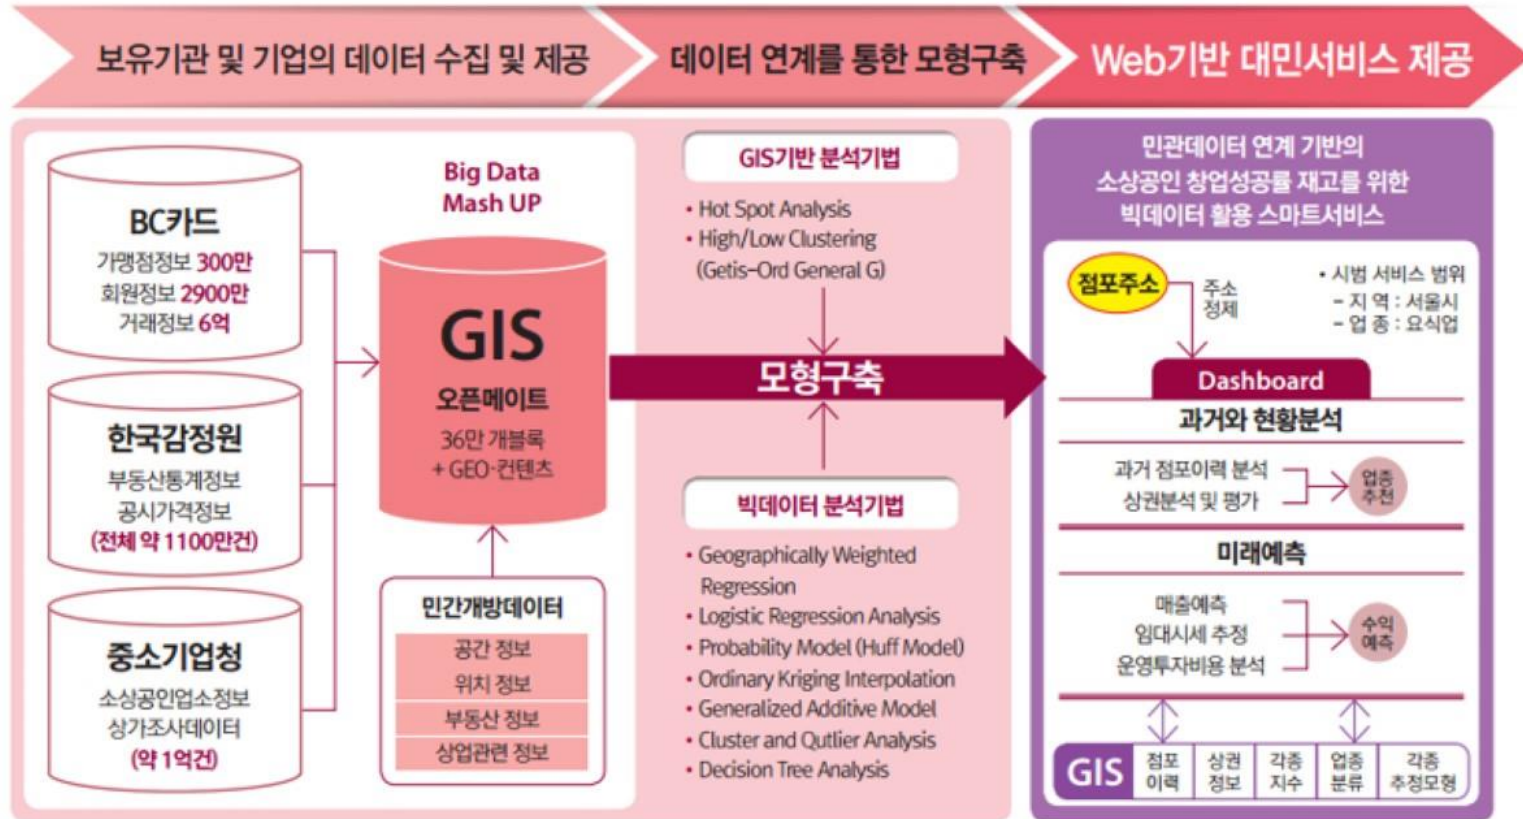 보유기관 및 기업의 데이터 수집 및 제공
데이터 연계를 통한 모형구축
Web기반 대민서비스 제공
BC카드
가맹점정보 300만
회원정보 2900만
거래정보 6억
한국감정원
부동산통계정보
공시가격정보
(전체 약 1100만건)
중소기업청
소상공인업소정보
상가조사데이터
(약 1억건)
Big Data
Mash UP
GIS
오픈메이트
36만 개블록
+ GEO·컨텐츠
민간개방데이터
공간 정보
위치 정보
부동산 정보
상업관련 정보
GIS기반 분석기법
• Hot Spot Analysis
• High/Low Clustering
(Getis-Ord General G)
모형구축
빅데이터 분석기법
• Geographically Weighted
Regression
• Logistic Regression Analysis
• Probability Model (Huff Model)
• Ordinary Kriging Interpolation
• Generalized Additive Model
• Cluster and Qutlier Analysis
• Decision Tree Analysis
민관데이터 연계 기반의
소상공인 창업성공률 재고를 위한
빅데이터 활용 스마트서비스
점포주소
주소
정제
• 시범 서비스 범위
- 지 역 : 서울시
- 업 종 : 요식업
Dashboard
과거와 현황분석
과거 점포이력 분석
상권분석 및 평가
업종
추천
미래예측
매출예측
임대시세 추정
운영투자비용 분석
수익
예측
GIS
점포
이력
상권
정보
각종
지수
업종
분류
각종
추정모형